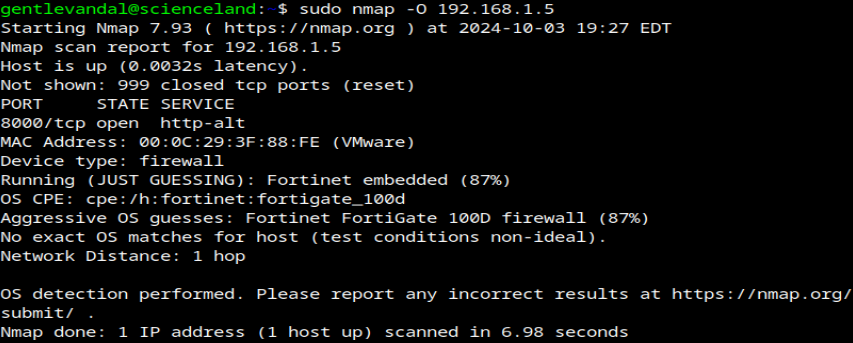 gentlevandal@scienceland:~$ sudo nmap -O 192.168.1.5
Starting Nmap 7.93 ( https://nmap.org ) at 2024-10-03 19:27 EDT
Nmap scan report for 192.168.1.5
Host is up (0.0032s latency).
Not shown: 999 closed tcp ports (reset)
PORT     STATE SERVICE
8000/tcp open  http-alt
MAC Address: 00:0C:29:3F:88:FE (VMware)
Device type: firewall
Running (JUST GUESSING): Fortinet embedded (87%)
OS CPE: cpe:/h:fortinet:fortigate_100d
Aggressive OS guesses: Fortinet FortiGate 100D firewall (87%)
No exact OS matches for host (test conditions non-ideal).
Network Distance: 1 hop

OS detection performed. Please report any incorrect results at https://nmap.org/
submit/ .
Nmap done: 1 IP address (1 host up) scanned in 6.98 seconds